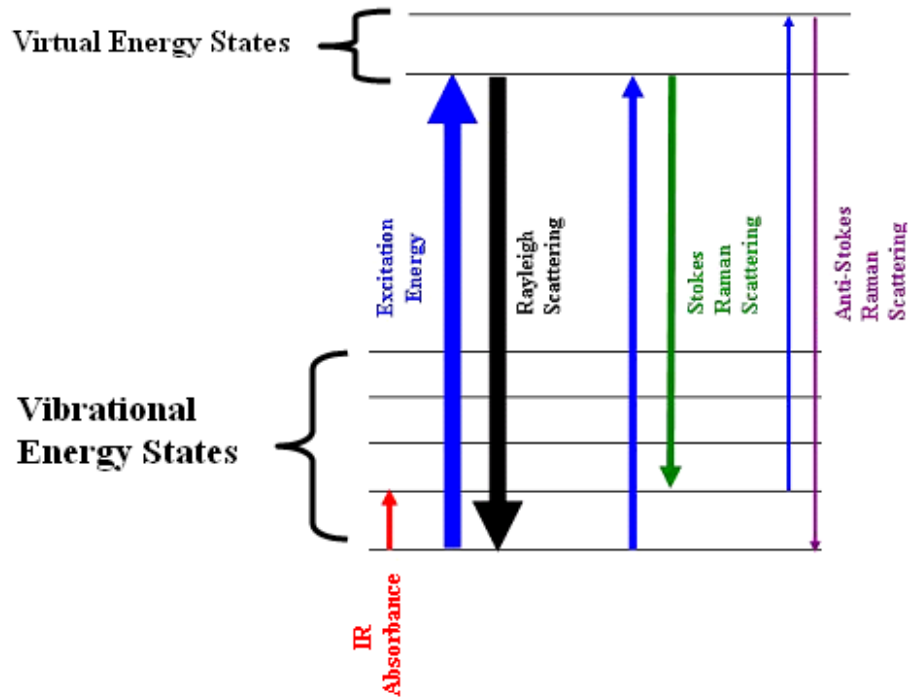 Virtual Energy States
Excitation
Energy
Rayleigh
Scattering
Stokes
Raman
Scattering
Anti-Stokes
Raman
Scattering
Vibrational
Energy States
IR
Absorbance